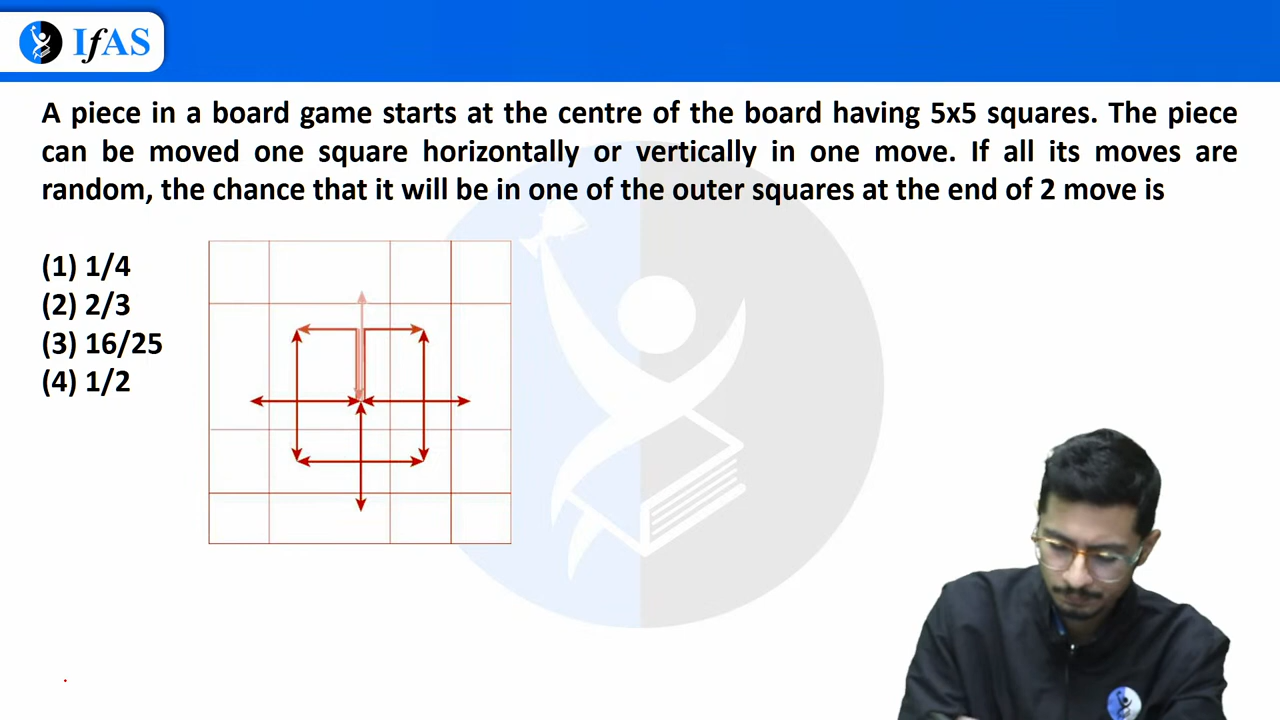 IfAS
A piece in a board game starts at the centre of the board having 5x5 squares. The piece
can be moved one square horizontally or vertically in one move. If all its moves are
random, the chance that it will be in one of the outer squares at the end of 2 move is
(1) 1/4
(2) 2/3
(3) 16/25
(4) 1/2